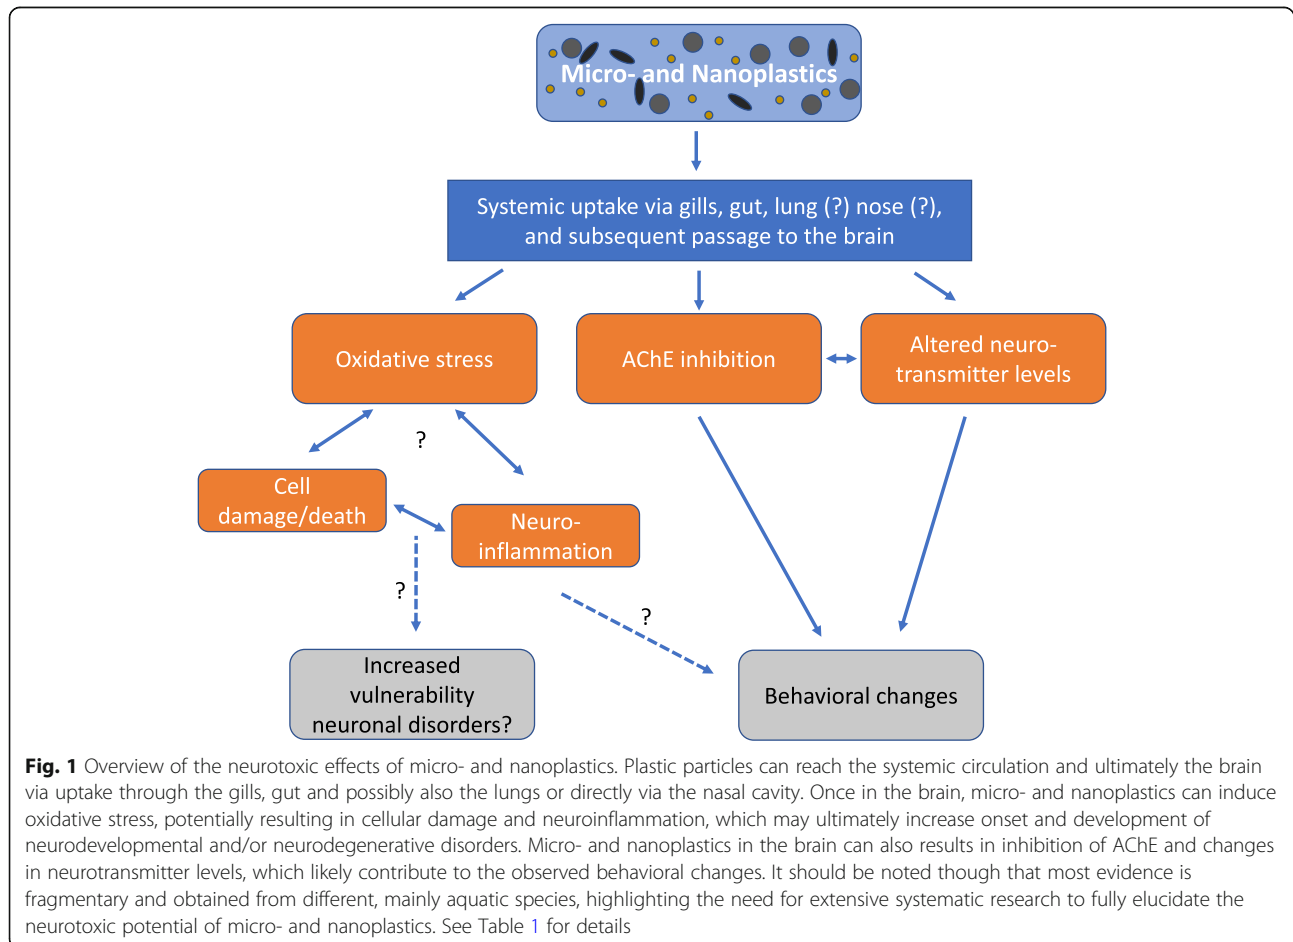 Micro- and Nanoplastics
Systemic uptake via gills, gut, lung (?) nose (?),
and subsequent passage to the brain
Oxidative stress
AChE inhibition
Altered neuro-
transmitter levels
?
Cell
damage/death
Neuro-
inflammation
?
?
Increased
vulnerability
neuronal disorders?
Behavioral changes
Fig. 1 Overview of the neurotoxic effects of micro- and nanoplastics. Plastic particles can reach the systemic circulation and ultimately the brain
via uptake through the gills, gut and possibly also the lungs or directly via the nasal cavity. Once in the brain, micro- and nanoplastics can induce
oxidative stress, potentially resulting in cellular damage and neuroinflammation, which may ultimately increase onset and development of
neurodevelopmental and/or neurodegenerative disorders. Micro- and nanoplastics in the brain can also results in inhibition of AChE and changes
in neurotransmitter levels, which likely contribute to the observed behavioral changes. It should be noted though that most evidence is
fragmentary and obtained from different, mainly aquatic species, highlighting the need for extensive systematic research to fully elucidate the
neurotoxic potential of micro- and nanoplastics. See Table 1 for details